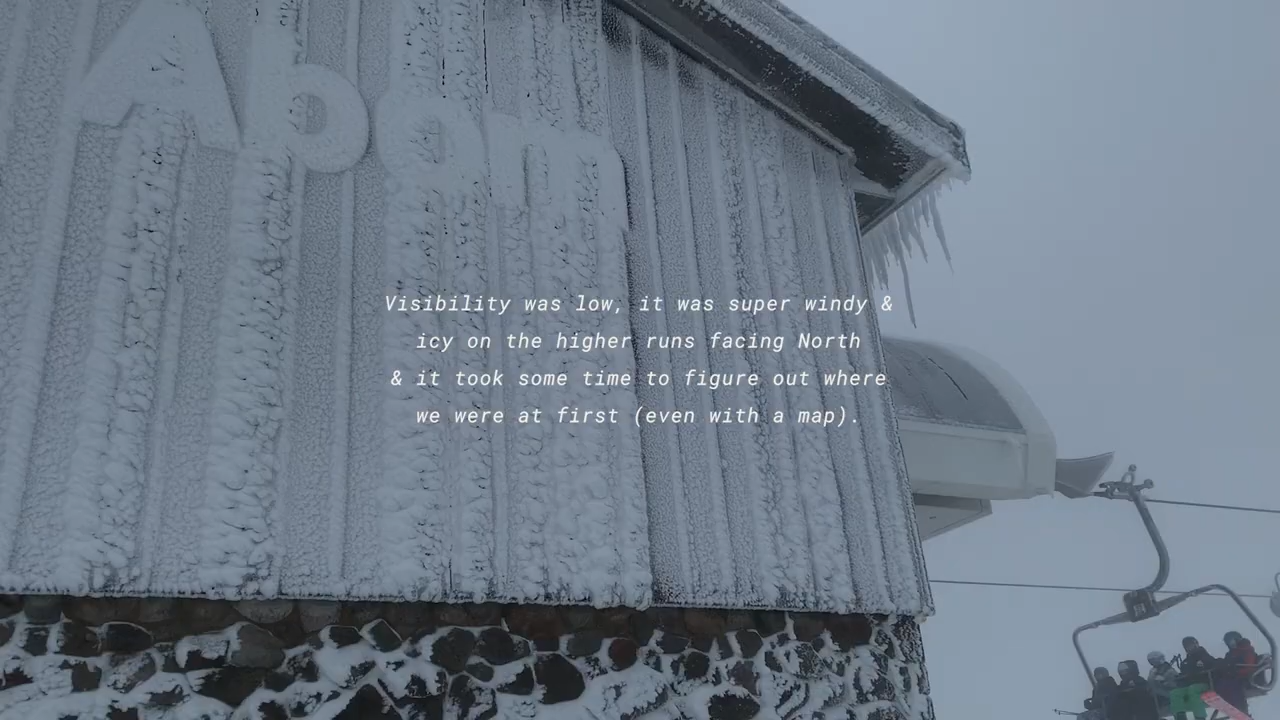 Abom
Visibility was low, it was super windy &
icy on the higher runs facing North
& it took some time to figure out where
we were at first (even with a map).